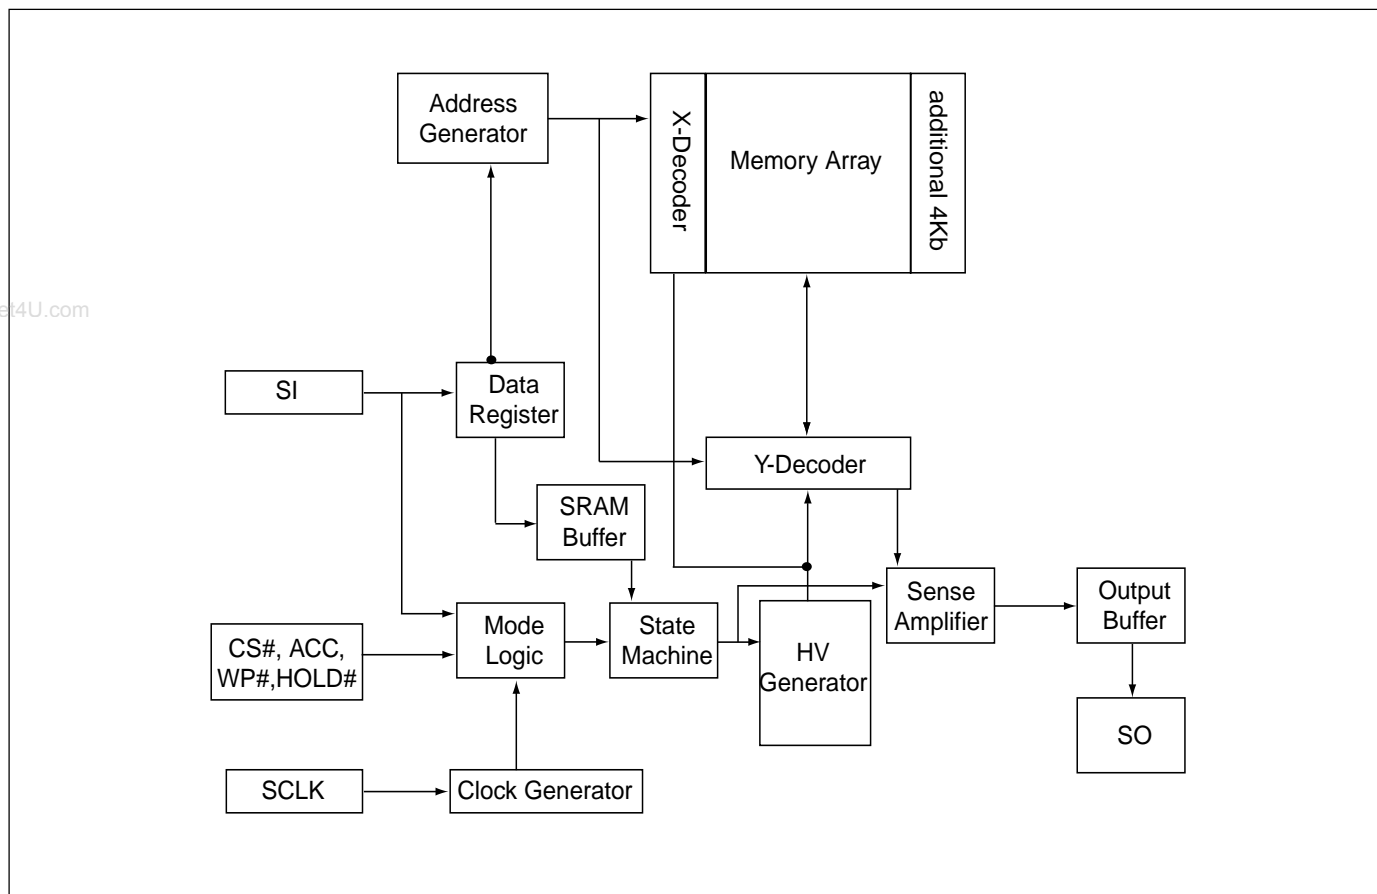 Address
Generator
X-Decoder
Memory Array
additional 4Kb
et4U.com
SI
Data
Register
Y-Decoder
SRAM
Buffer
Sense
Amplifier
Output
Buffer
CS#, ACC,
WP#,HOLD#
Mode
Logic
State
Machine
HV
Generator
SO
SCLK
Clock Generator